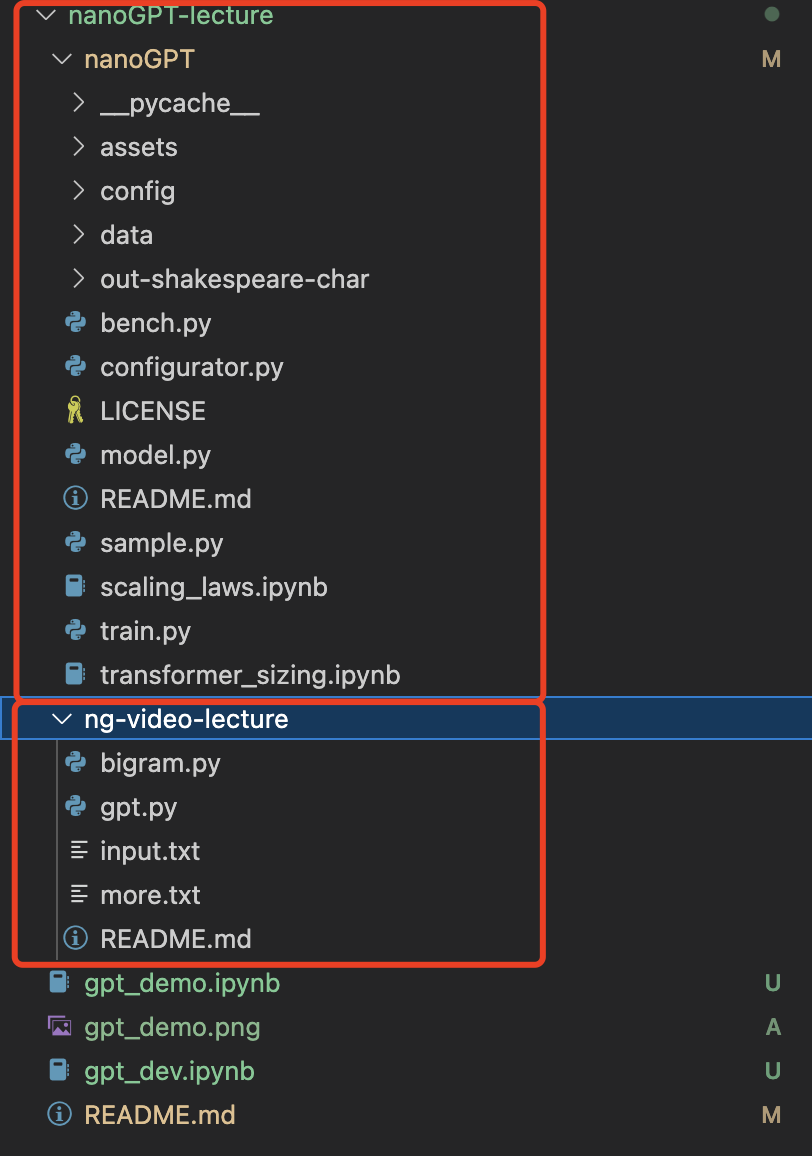 nanoGPT-lecture
nanoGPT M
__pycache__
assets
config
data
out-shakespeare-char
bench.py
configurator.py
LICENSE
model.py
README.md
sample.py
scaling_laws.ipynb
train.py
transformer_sizing.ipynb
ng-video-lecture
bigram.py
gpt.py
input.txt
more.txt
README.md
gpt_demo.ipynb U
gpt_demo.png A
gpt_dev.ipynb U
README.md M